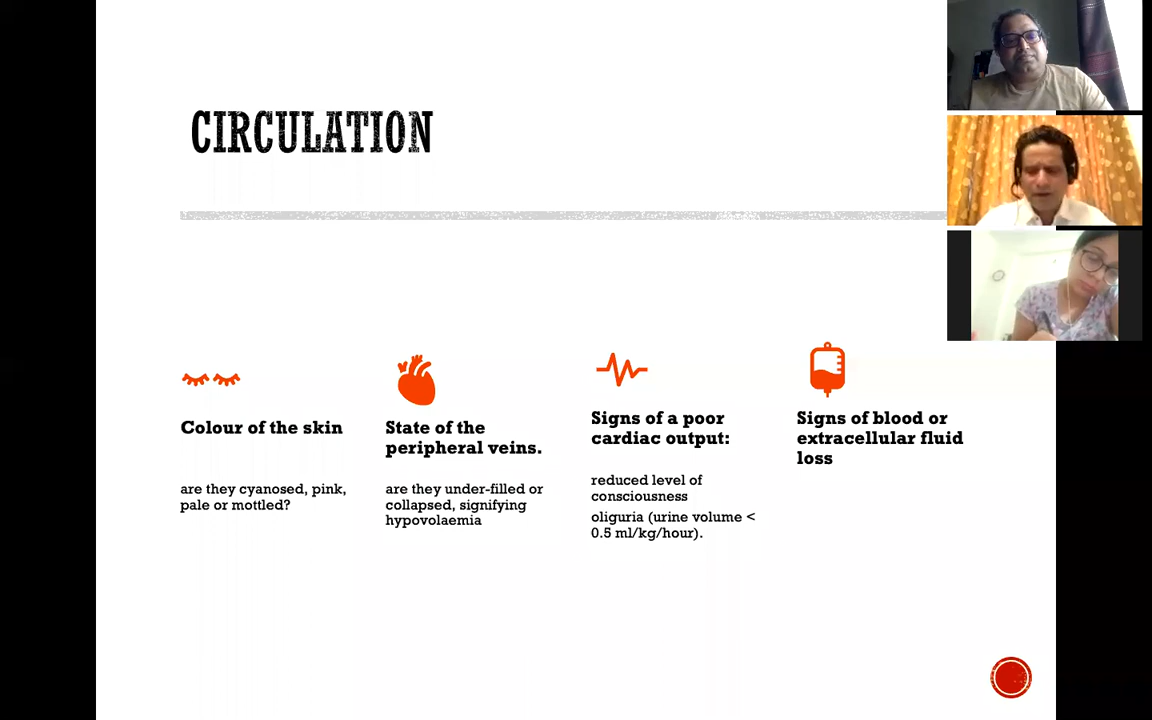 CIRCULATION
Colour of the skin
are they cyanosed, pink,
pale or mottled?
State of the
peripheral veins.
are they under-filled or
collapsed, signifying
hypovolaemia
Signs of a poor
cardiac output:
reduced level of
consciousness
oliguria (urine volume <
0.5 ml/kg/hour).
Signs of blood or
extracellular fluid
loss